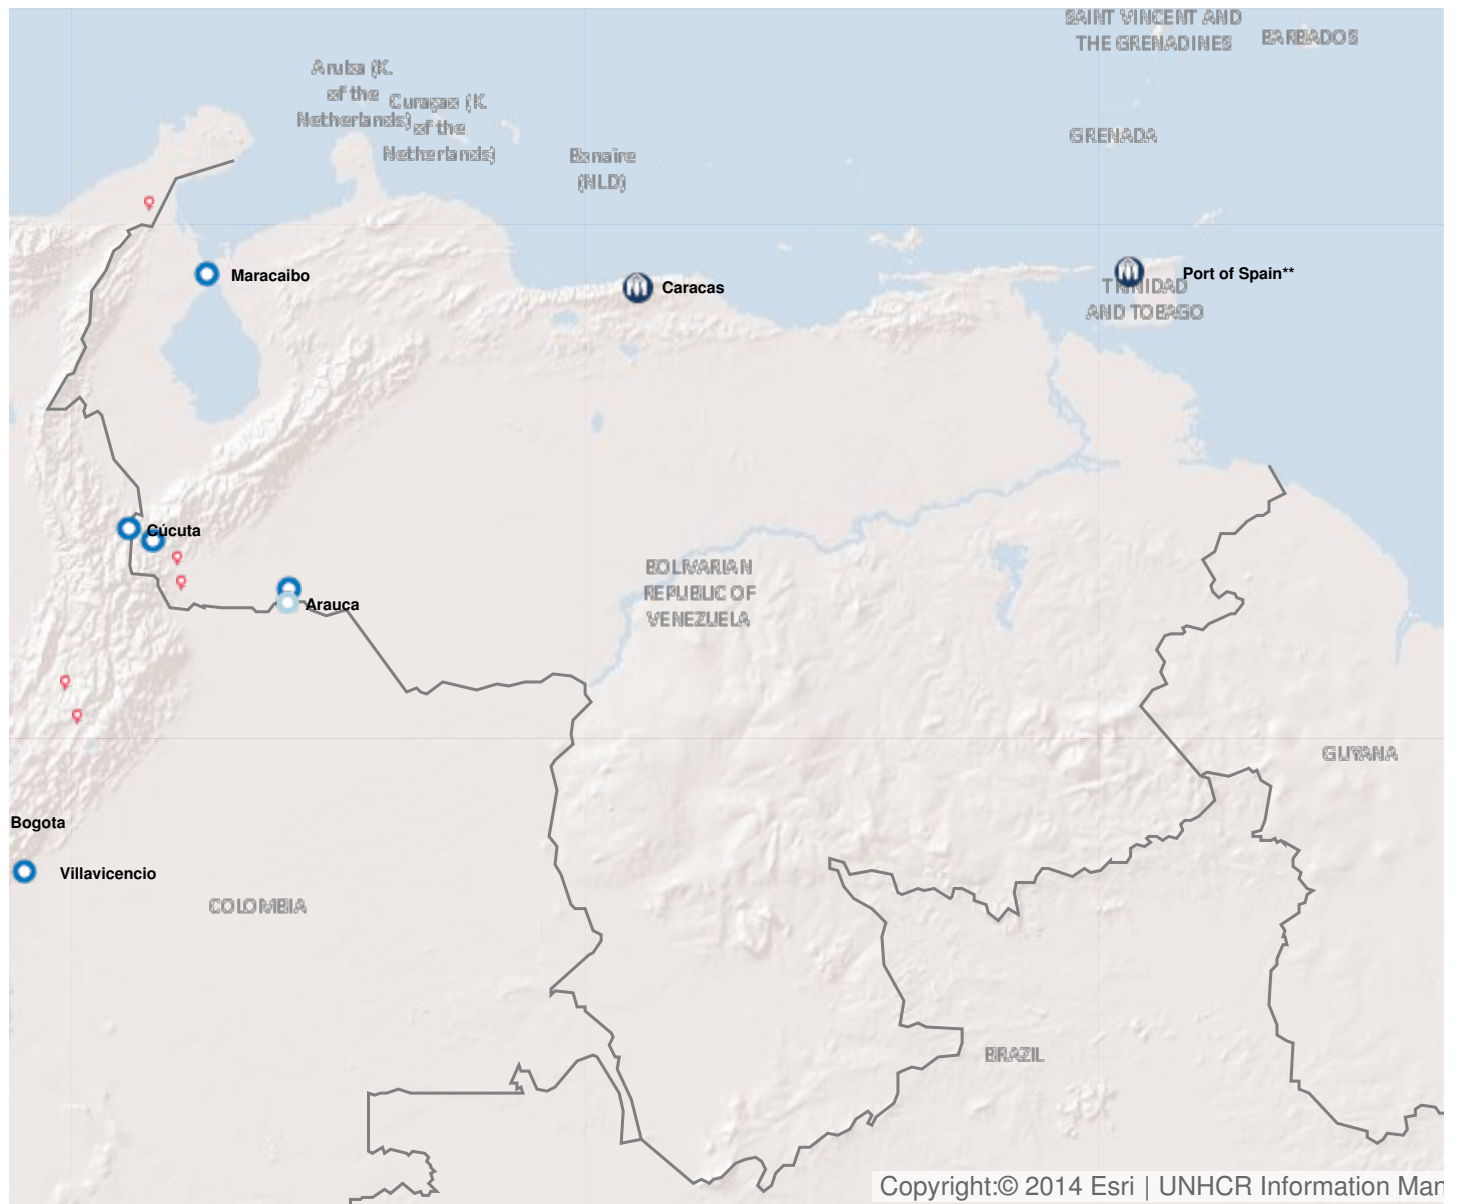 SAINT VINCENT AND
THE GRENADINES
BARBADOS
Aruba (K.
of the
Netherlands)
Curaçao (K.
of the
Netherlands)
GRENADA
Bonaire
(NLD)
Maracaibo
Caracas
Port of Spain**
TRINIDAD
AND TOBAGO
Cúcuta
Arauca
BOLIVARIAN
REPUBLIC OF
VENEZUELA
GUYANA
Bogota
Villavicencio
COLOMBIA
BRAZIL
Copyright:© 2014 Esri | UNHCR Information Man